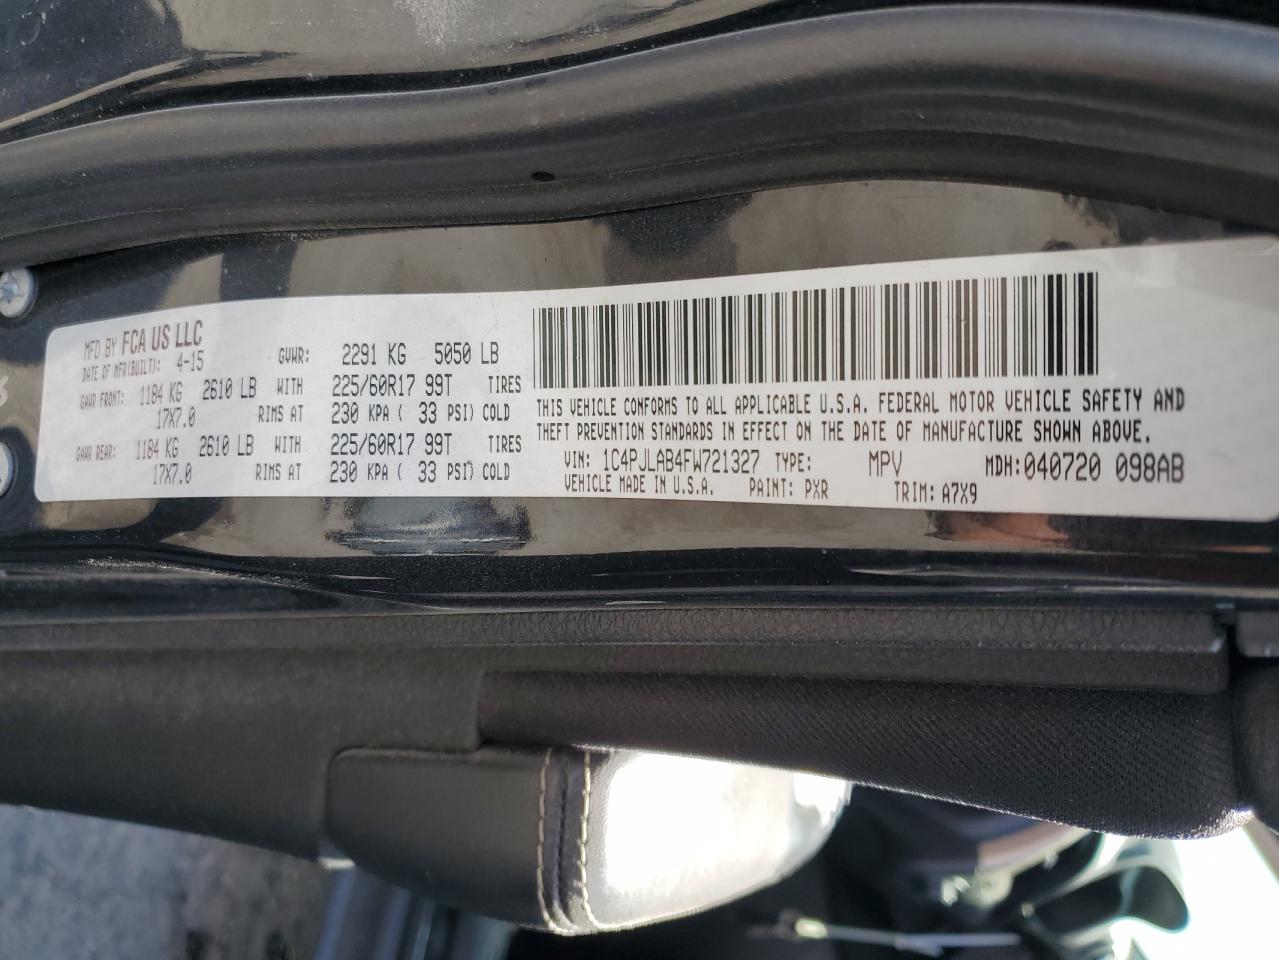 MFD BY FCA US LLC
DATE OF MFR(BUILT): 4-15 GVWR: 2291 KG 5050 LB
GAWR FRONT: 1184 KG 2610 LB WITH 225/60R17 99T TIRES
17X7.0 RIMS AT 230 KPA ( 33 PSI) COLD
GAWR REAR: 1184 KG 2610 LB WITH 225/60R17 99T TIRES
17X7.0 RIMS AT 230 KPA ( 33 PSI) COLD
THIS VEHICLE CONFORMS TO ALL APPLICABLE U.S.A. FEDERAL MOTOR VEHICLE SAFETY AND
THEFT PREVENTION STANDARDS IN EFFECT ON THE DATE OF MANUFACTURE SHOWN ABOVE.
VIN: 1C4PJLAB4FW721327 TYPE: MPV MDH:040720 098AB
VEHICLE MADE IN U.S.A. PAINT: PXR TRIM: A7X9